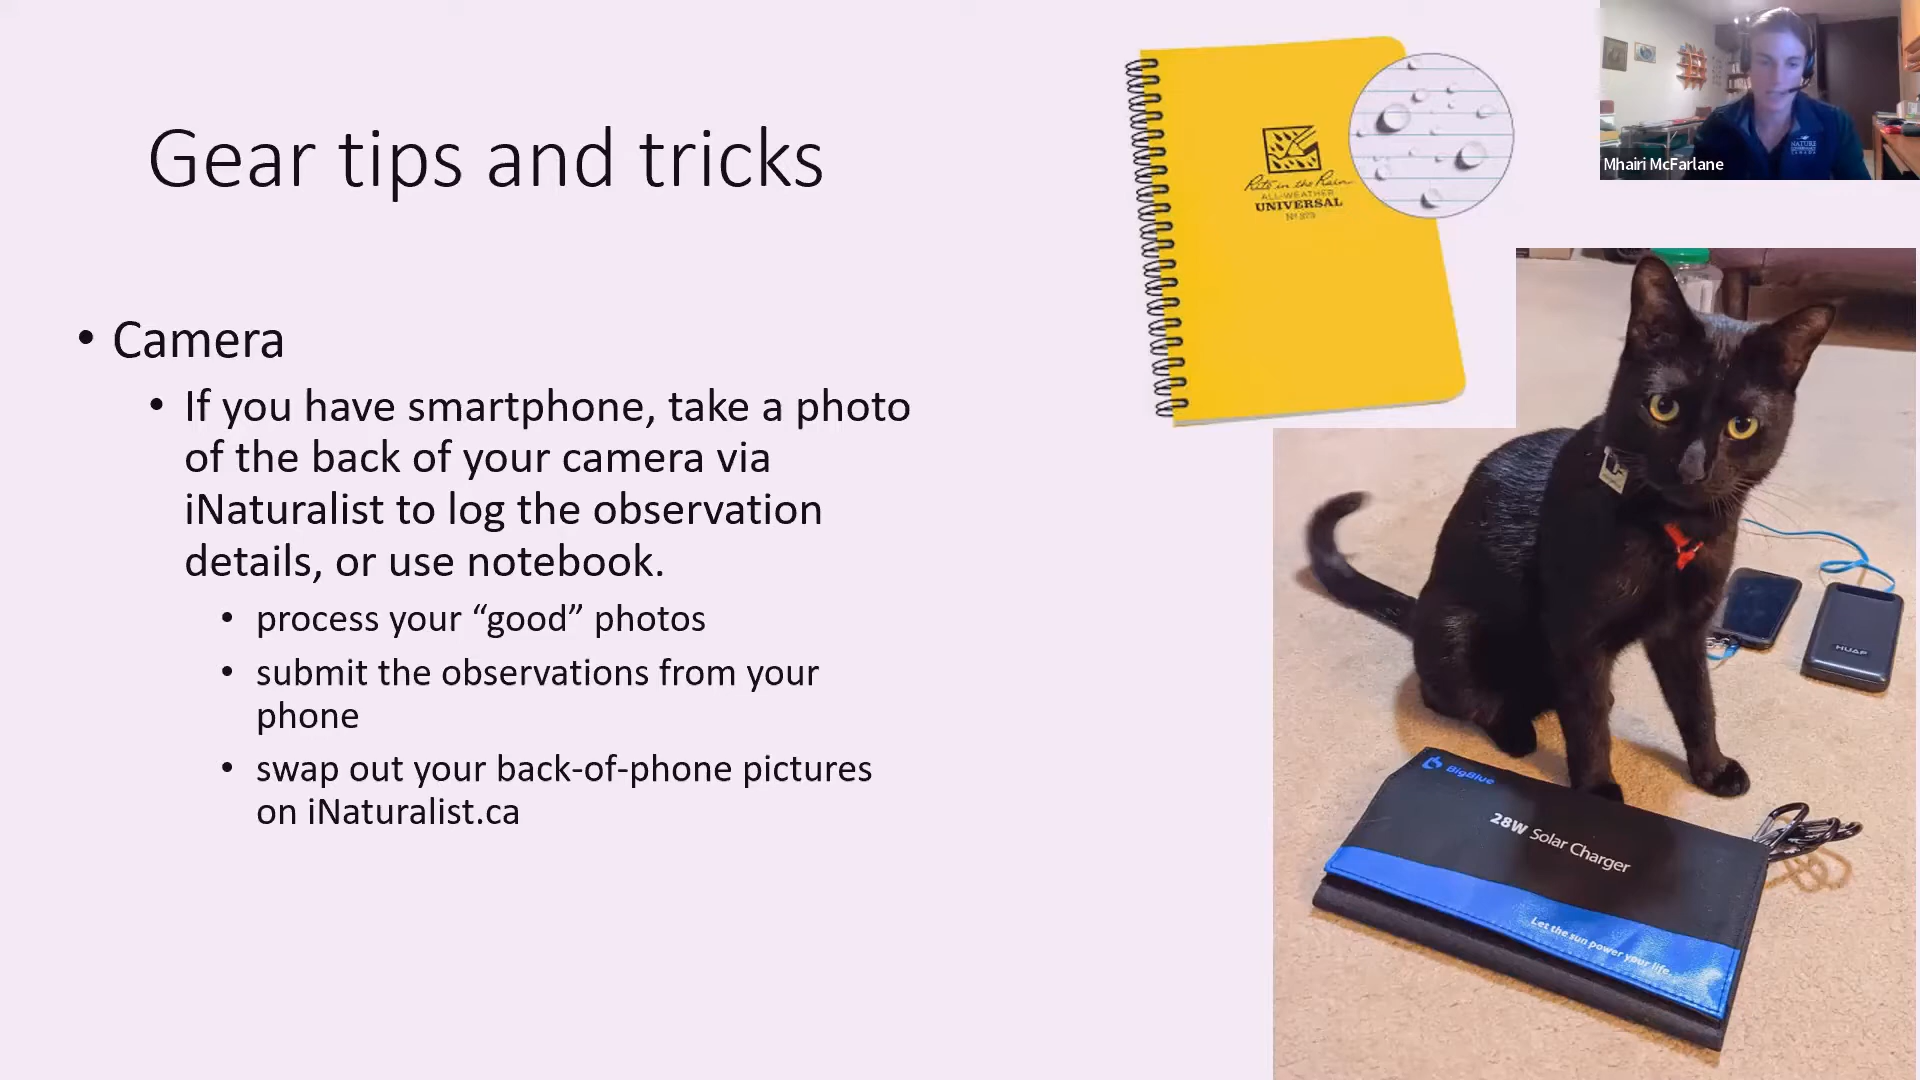 Gear tips and tricks
• Camera
• If you have smartphone, take a photo
of the back of your camera via
iNaturalist to log the observation
details, or use notebook.
• process your “good” photos
• submit the observations from your
phone
• swap out your back-of-phone pictures
on iNaturalist.ca
Rite in the Rain
ALL-WEATHER
UNIVERSAL
Nº 373
NATURE
CONSERVANCY
CANADA
Mhairi McFarlane
BigBlue
28W Solar Charger
Let the sun power your life.